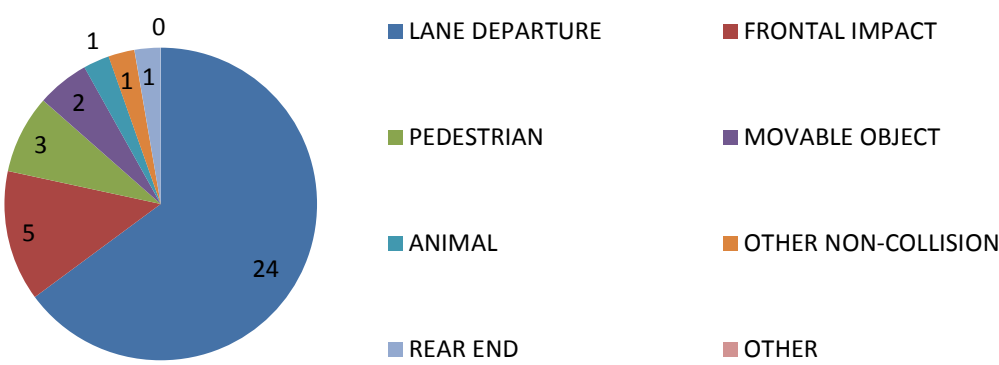 0
1
1 1
2
3
5
24
LANE DEPARTURE
FRONTAL IMPACT
PEDESTRIAN
MOVABLE OBJECT
ANIMAL
OTHER NON-COLLISION
REAR END
OTHER